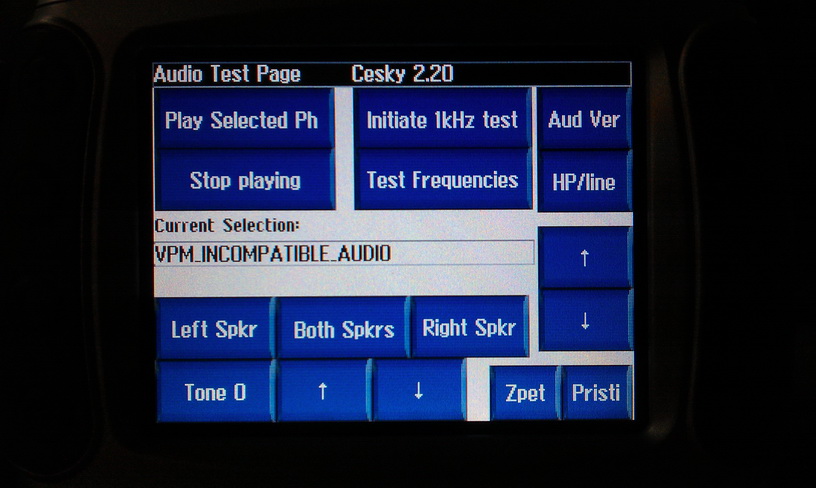 Audio Test Page Cesky 2.20
Play Selected Ph Initiate 1kHz test Aud Ver
Stop playing Test Frequencies HP/line
Current Selection:
VPM_INCOMPATIBLE_AUDIO
↑
↓
Left Spkr Both Spkrs Right Spkr
Tone 0 ↑ ↓ Zpet Pristi